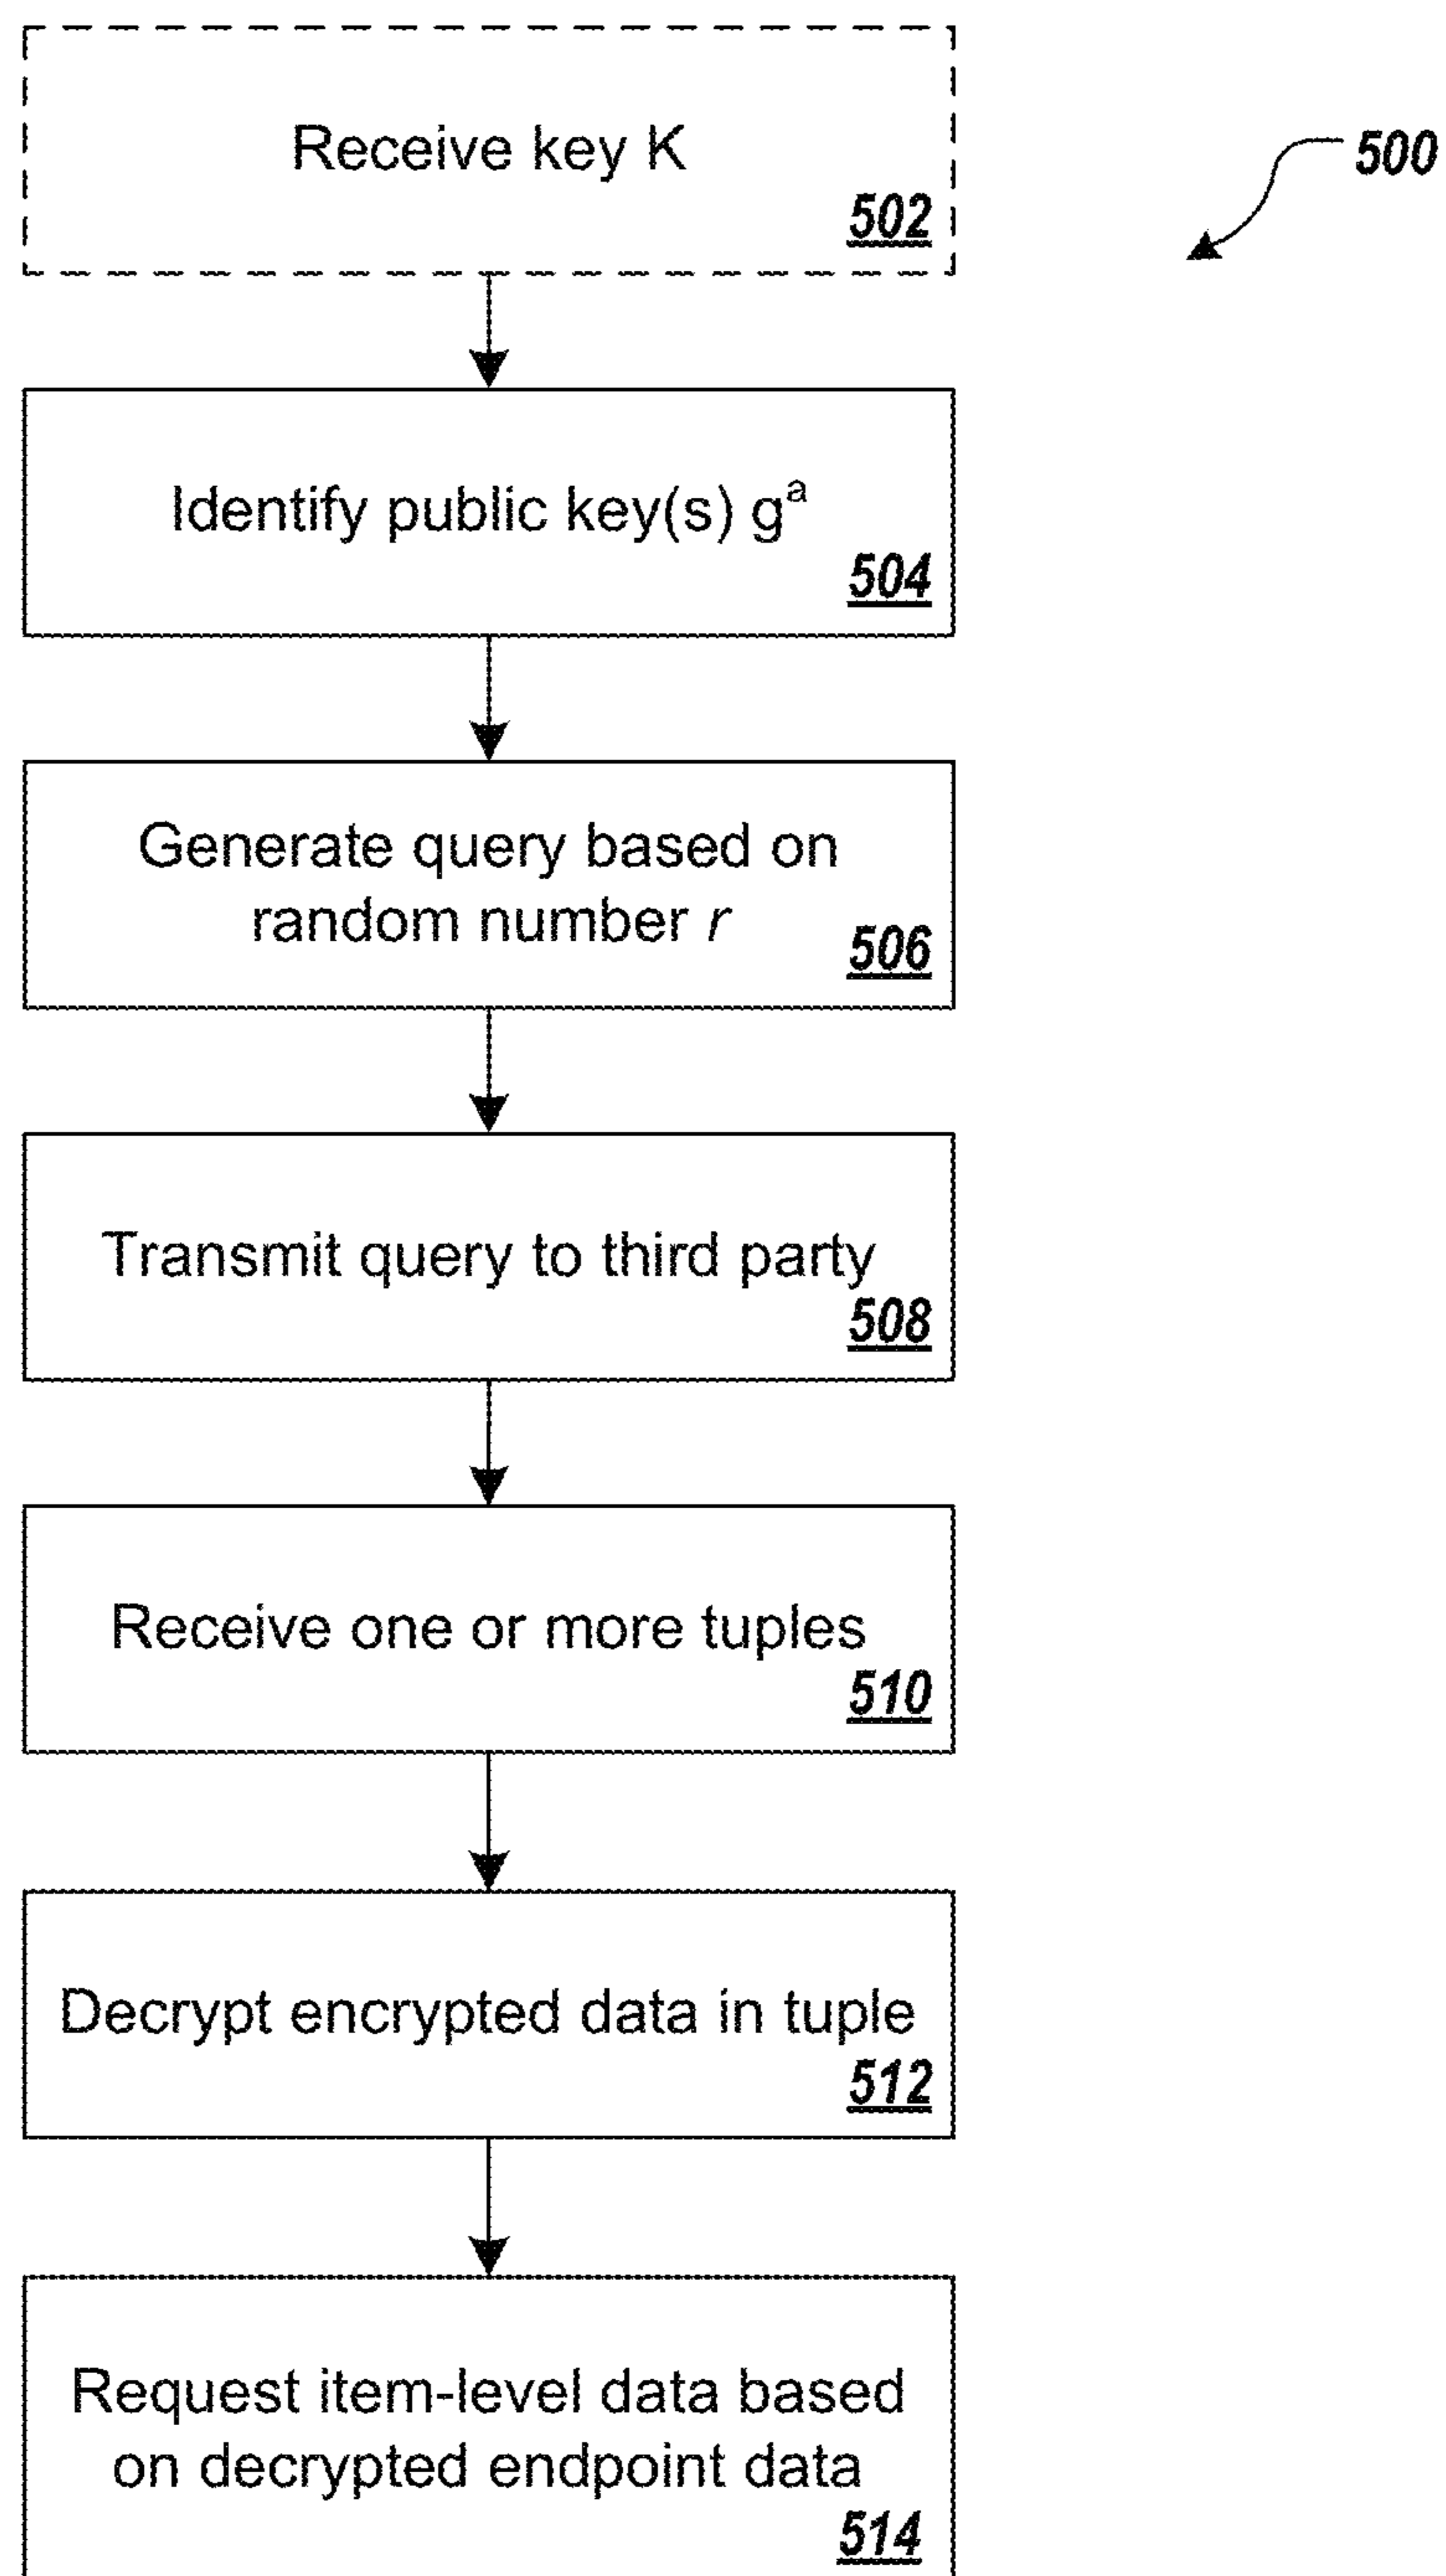 Receive key K
502
500
Identify public key(s) gᵃ
504
Generate query based on
random number r
506
Transmit query to third party
508
Receive one or more tuples
510
Decrypt encrypted data in tuple
512
Request item-level data based
on decrypted endpoint data
514